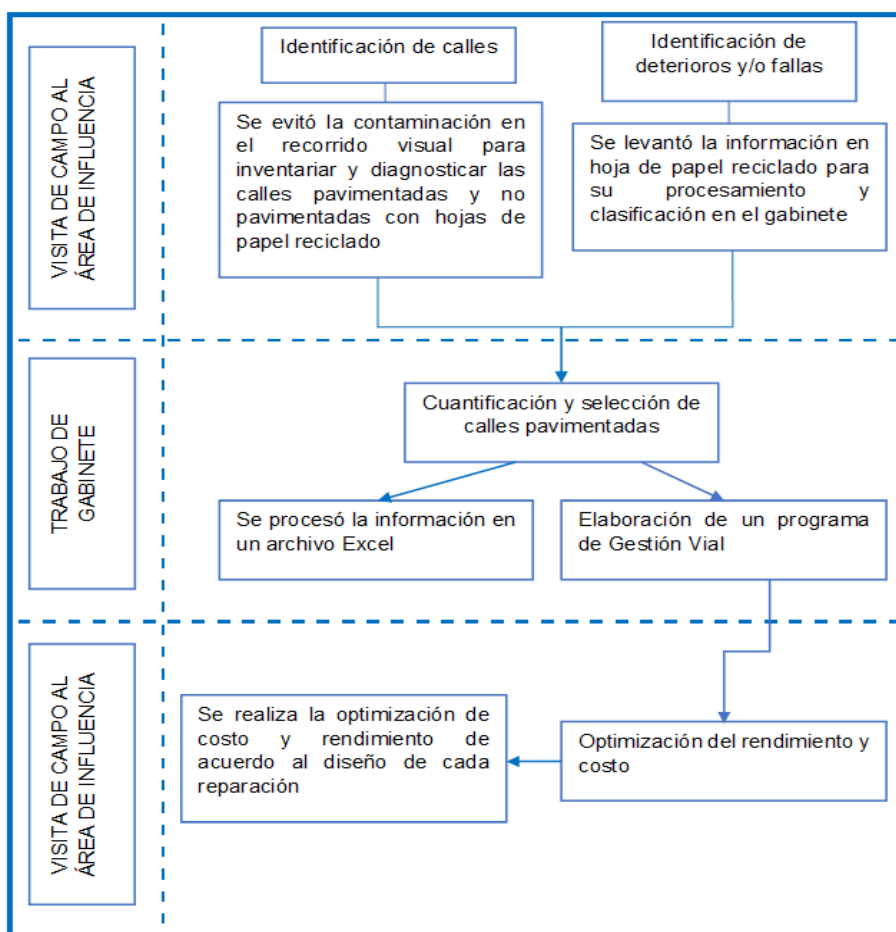 VISITA DE CAMPO AL
ÁREA DE INFLUENCIA
Identificación de calles
Identificación de
deterioros y/o fallas
Se evitó la contaminación en
el recorrido visual para
inventariar y diagnosticar las
calles pavimentadas y no
pavimentadas con hojas de
papel reciclado
Se levantó la información en
hoja de papel reciclado para
su procesamiento y
clasificación en el gabinete
TRABAJO DE
GABINETE
Cuantificación y selección de
calles pavimentadas
Se procesó la información en
un archivo Excel
Elaboración de un programa
de Gestión Vial
VISITA DE CAMPO AL
ÁREA DE INFLUENCIA
Se realiza la optimización de
costo y rendimiento de
acuerdo al diseño de cada
reparación
Optimización del rendimiento y
costo